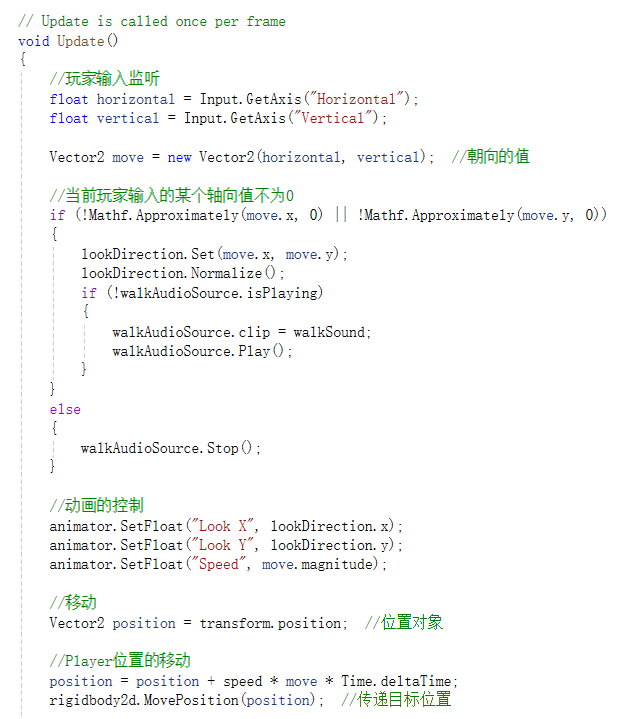 // Update is called once per frame
void Update()
{
//玩家输入监听
float horizontal = Input.GetAxis("Horizontal");
float vertical = Input.GetAxis("Vertical");
Vector2 move = new Vector2(horizontal, vertical);  //朝向的值
//当前玩家输入的某个轴向值不为0
if (!Mathf.Approximately(move.x, 0) || !Mathf.Approximately(move.y, 0))
{
lookDirection.Set(move.x, move.y);
lookDirection.Normalize();
if (!walkAudioSource.isPlaying)
{
walkAudioSource.clip = walkSound;
walkAudioSource.Play();
}
}
else
{
walkAudioSource.Stop();
}
//动画的控制
animator.SetFloat("Look X", lookDirection.x);
animator.SetFloat("Look Y", lookDirection.y);
animator.SetFloat("Speed", move.magnitude);
//移动
Vector2 position = transform.position;  //位置对象
//Player位置的移动
position = position + speed * move * Time.deltaTime;
rigidbody2d.MovePosition(position);  //传递目标位置